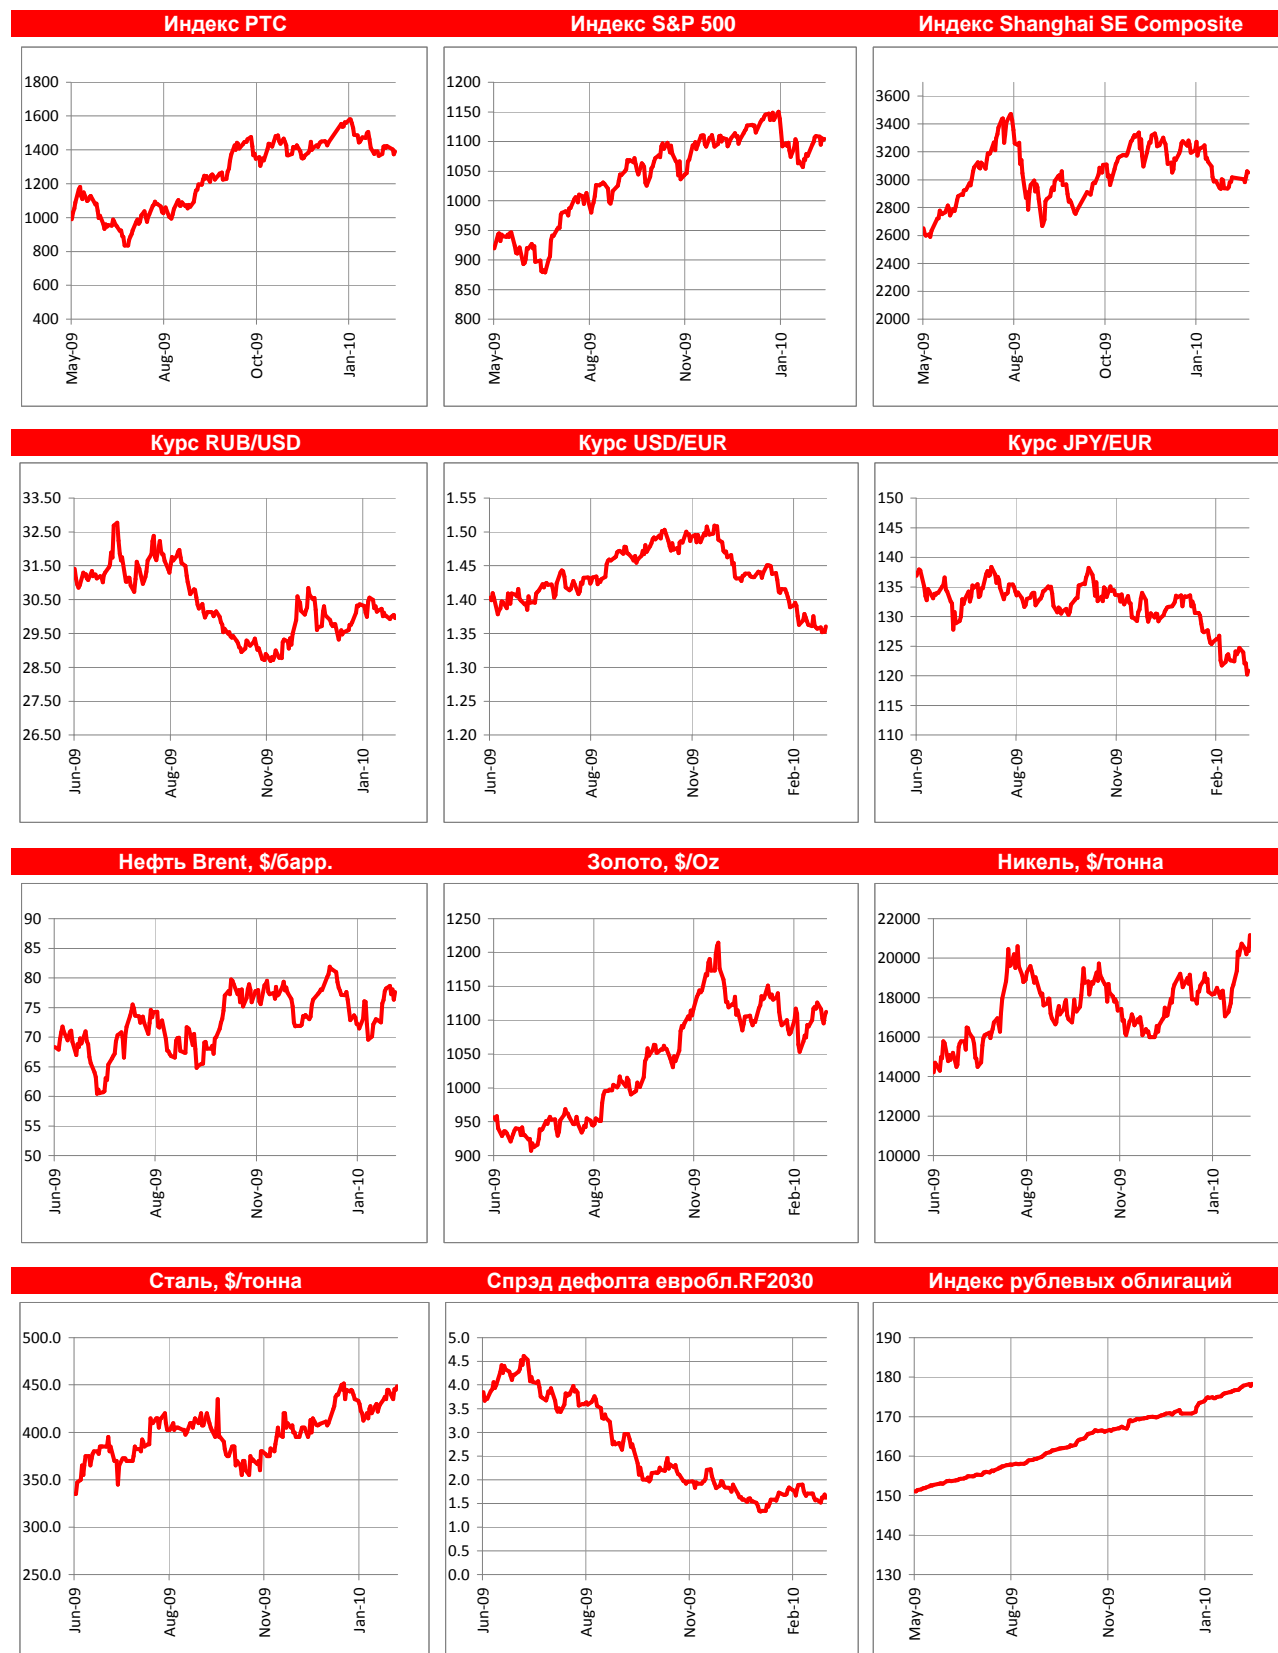 Индекс РТС
Индекс S&P 500
Индекс Shanghai SE Composite
1800
1600
1400
1200
1000
800
600
400
May-09
Aug-09
Oct-09
Jan-10
1200
1150
1100
1050
1000
950
900
850
800
May-09
Aug-09
Nov-09
Jan-10
3600
3400
3200
3000
2800
2600
2400
2200
2000
May-09
Aug-09
Oct-09
Jan-10
Курс RUB/USD
Курс USD/EUR
Курс JPY/EUR
33.50
32.50
31.50
30.50
29.50
28.50
27.50
26.50
Jun-09
Aug-09
Nov-09
Jan-10
1.55
1.50
1.45
1.40
1.35
1.30
1.25
1.20
Jun-09
Aug-09
Nov-09
Feb-10
150
145
140
135
130
125
120
115
110
Jun-09
Aug-09
Nov-09
Feb-10
Нефть Brent, $/барр.
Золото, $/Oz
Никель, $/тонна
90
85
80
75
70
65
60
55
50
Jun-09
Aug-09
Nov-09
Jan-10
1250
1200
1150
1100
1050
1000
950
900
Jun-09
Aug-09
Nov-09
Feb-10
22000
20000
18000
16000
14000
12000
10000
Jun-09
Aug-09
Nov-09
Jan-10
Сталь, $/тонна
Спрэд дефолта евробл.RF2030
Индекс рублевых облигаций
500.0
450.0
400.0
350.0
300.0
250.0
Jun-09
Aug-09
Nov-09
Jan-10
5.0
4.5
4.0
3.5
3.0
2.5
2.0
1.5
1.0
0.5
0.0
Jun-09
Aug-09
Nov-09
Feb-10
190
180
170
160
150
140
130
May-09
Aug-09
Nov-09
Jan-10